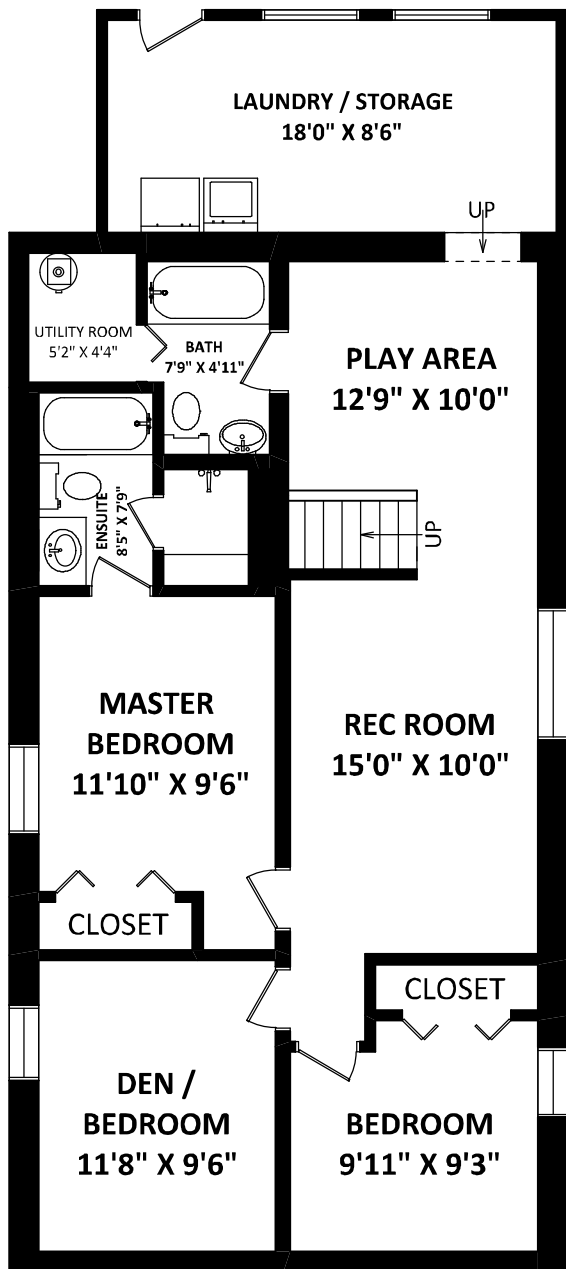 LAUNDRY / STORAGE
18'0" X 8'6"
UP
UTILITY ROOM
5'2" X 4'4"
BATH
7'9" X 4'11"
PLAY AREA
12'9" X 10'0"
ENSUITE
8'5" X 7'9"
UP
MASTER
BEDROOM
11'10" X 9'6"
REC ROOM
15'0" X 10'0"
CLOSET
CLOSET
DEN /
BEDROOM
11'8" X 9'6"
BEDROOM
9'11" X 9'3"